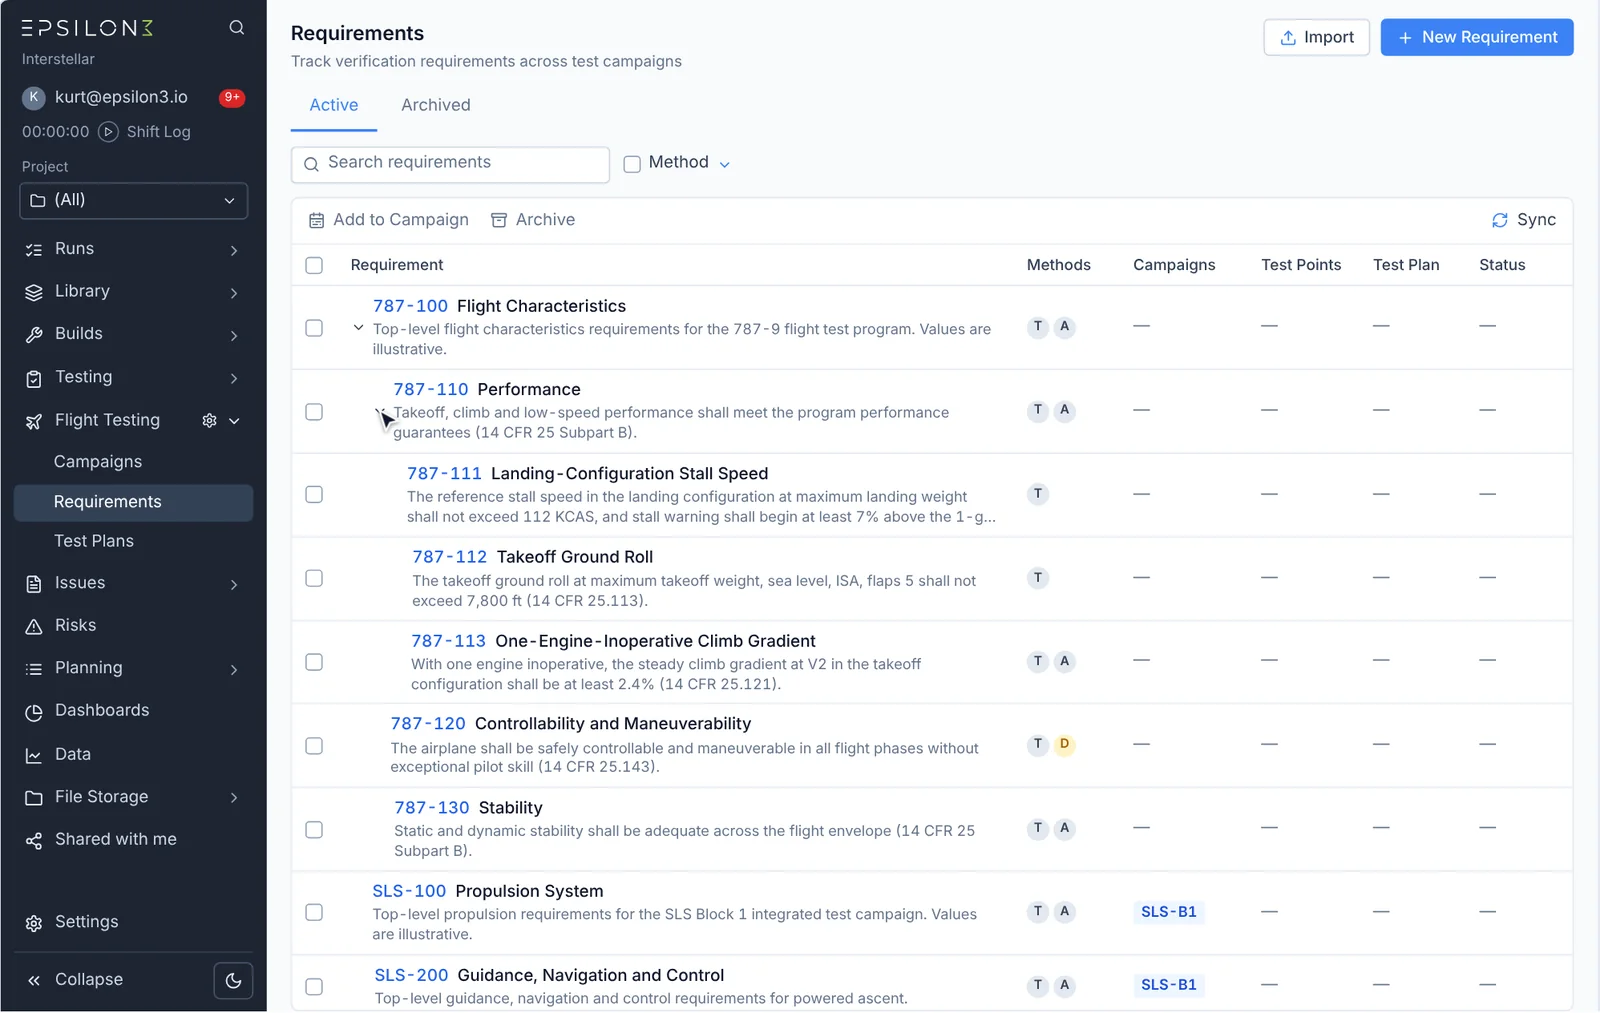 EPSILON3
Interstellar
K kurt@epsilon3.io 9+
00:00:00 Shift Log
Project
(All)
Runs
Library
Builds
Testing
Flight Testing
Campaigns
Requirements
Test Plans
Issues
Risks
Planning
Dashboards
Data
File Storage
Shared with me
Settings
Collapse
Requirements
Track verification requirements across test campaigns
Import
New Requirement
Active Archived
Search requirements
Method
Add to Campaign Archive Sync
Requirement Methods Campaigns Test Points Test Plan Status
787-100 Flight Characteristics
Top-level flight characteristics requirements for the 787-9 flight test program. Values are
illustrative.
T A — — — —
787-110 Performance
Takeoff, climb and low-speed performance shall meet the program performance
guarantees (14 CFR 25 Subpart B).
T A — — — —
787-111 Landing-Configuration Stall Speed
The reference stall speed in the landing configuration at maximum landing weight
shall not exceed 112 KCAS, and stall warning shall begin at least 7% above the 1-g...
T — — — —
787-112 Takeoff Ground Roll
The takeoff ground roll at maximum takeoff weight, sea level, ISA, flaps 5 shall not
exceed 7,800 ft (14 CFR 25.113).
T — — — —
787-113 One-Engine-Inoperative Climb Gradient
With one engine inoperative, the steady climb gradient at V2 in the takeoff
configuration shall be at least 2.4% (14 CFR 25.121).
T A — — — —
787-120 Controllability and Maneuverability
The airplane shall be safely controllable and maneuverable in all flight phases without
exceptional pilot skill (14 CFR 25.143).
T D — — — —
787-130 Stability
Static and dynamic stability shall be adequate across the flight envelope (14 CFR 25
Subpart B).
T A — — — —
SLS-100 Propulsion System
Top-level propulsion requirements for the SLS Block 1 integrated test campaign. Values
are illustrative.
T A SLS-B1 — — —
SLS-200 Guidance, Navigation and Control
Top-level guidance, navigation and control requirements for powered ascent.
T A SLS-B1 — — —